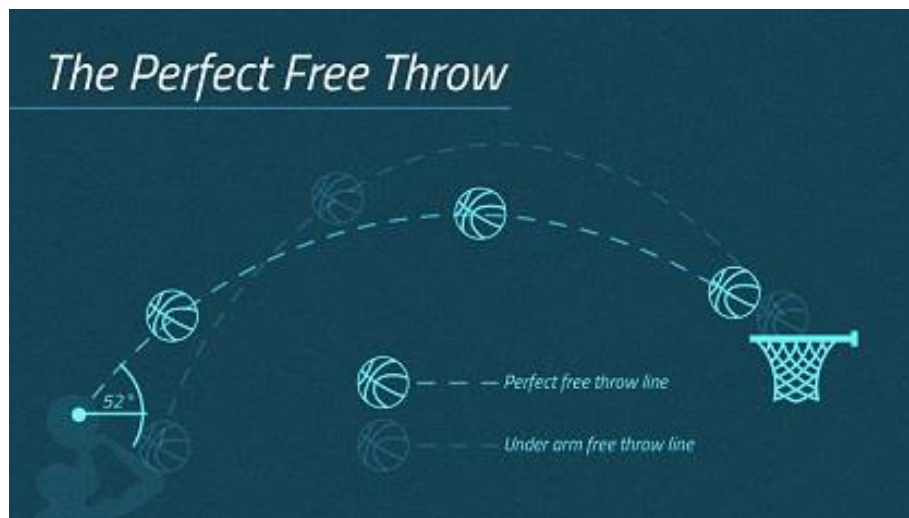 The Perfect Free Throw
52°
Perfect free throw line
Under arm free throw line